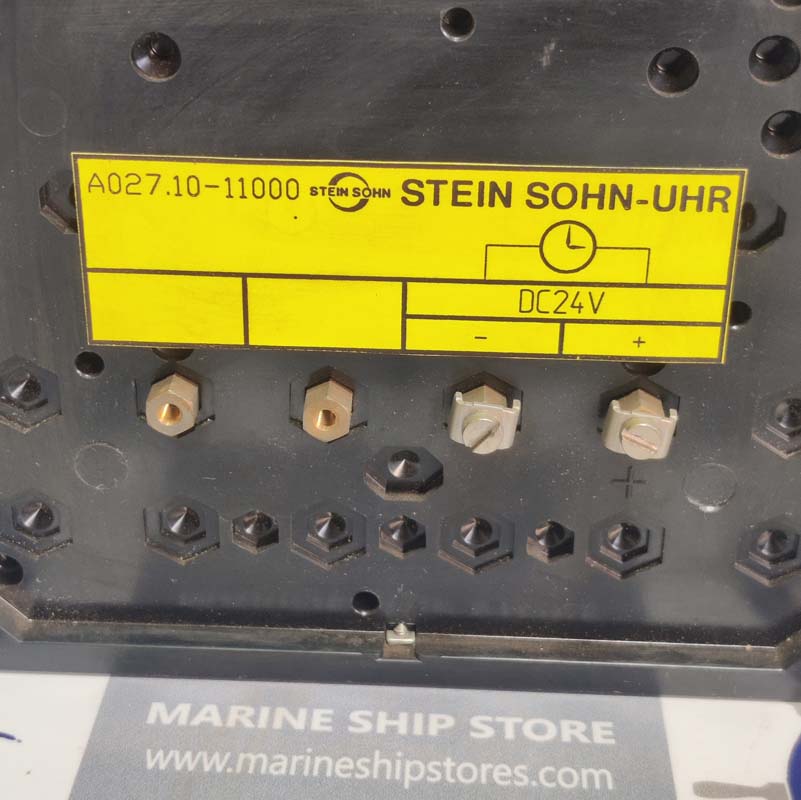 A027.10-11000 STEIN SOHN STEIN SOHN-UHR
DC24V
- +
+
MARINE SHIP STORE
www.marineshipstores.com